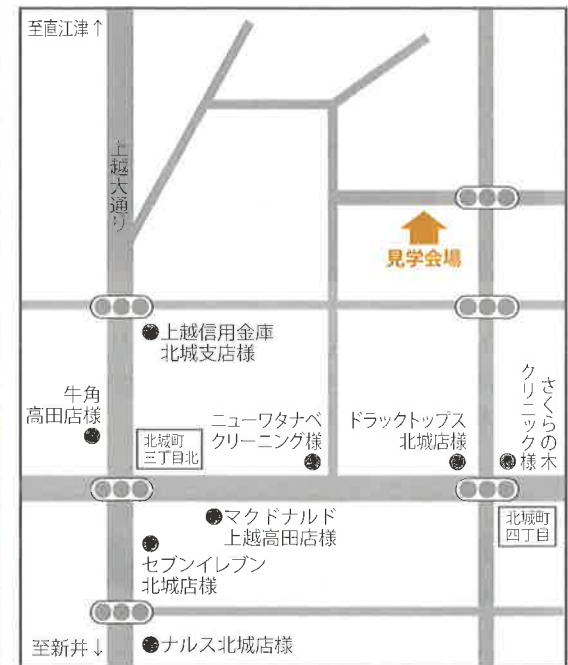 至直江津↑
上越大通り
見学会場
上越信用金庫
北城支店様
牛角
高田店様
北城町
三丁目北
ニューワタナベ
クリーニング様
ドラックトップス
北城店様
さくらの木
クリニック様
北城町
四丁目
マクドナルド
上越高田店様
セブンイレブン
北城店様
至新井↓
ナルス北城店様